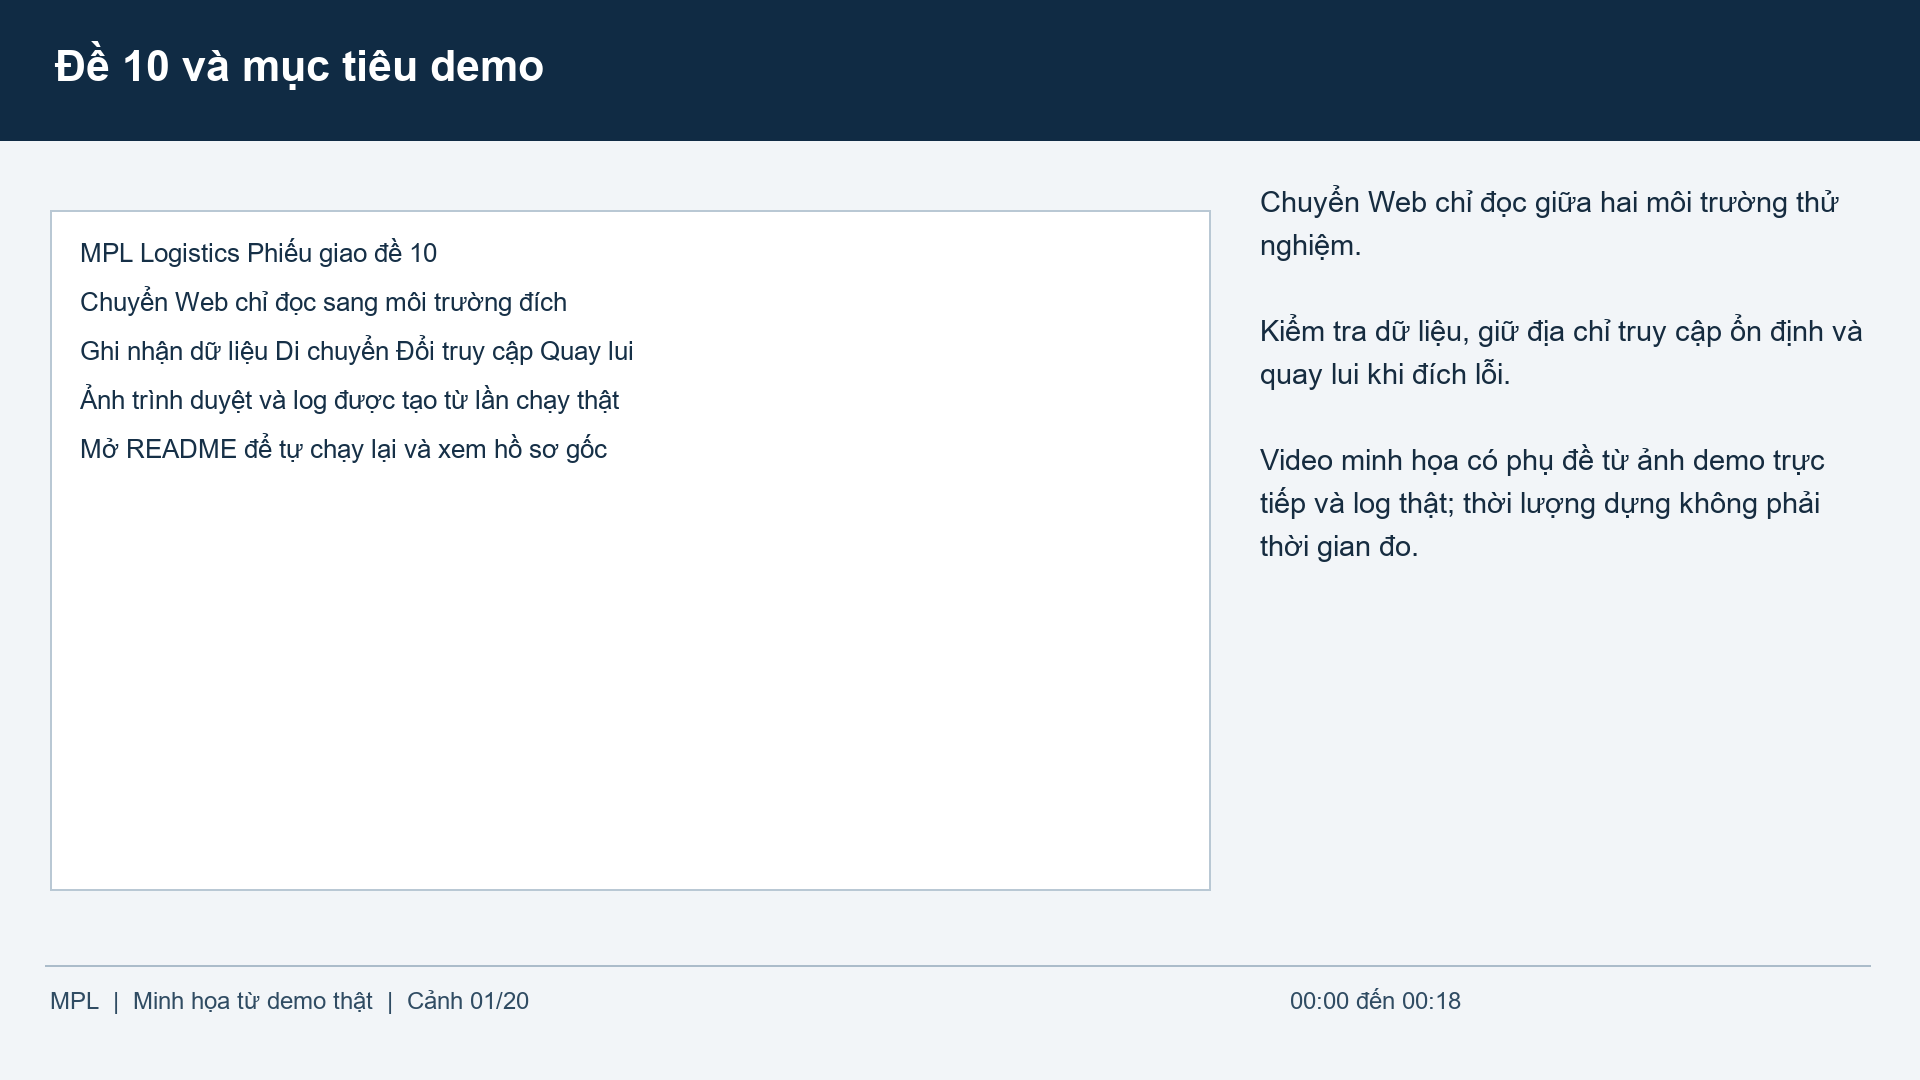 Đề 10 và mục tiêu demo
MPL Logistics Phiếu giao đề 10
Chuyển Web chỉ đọc sang môi trường đích
Ghi nhận dữ liệu Di chuyển Đổi truy cập Quay lui
Ảnh trình duyệt và log được tạo từ lần chạy thật
Mở README để tự chạy lại và xem hồ sơ gốc
Chuyển Web chỉ đọc giữa hai môi trường thử
nghiệm.
Kiểm tra dữ liệu, giữ địa chỉ truy cập ổn định và
quay lui khi đích lỗi.
Video minh họa có phụ đề từ ảnh demo trực
tiếp và log thật; thời lượng dựng không phải
thời gian đo.
MPL | Minh họa từ demo thật | Cảnh 01/20
00:00 đến 00:18